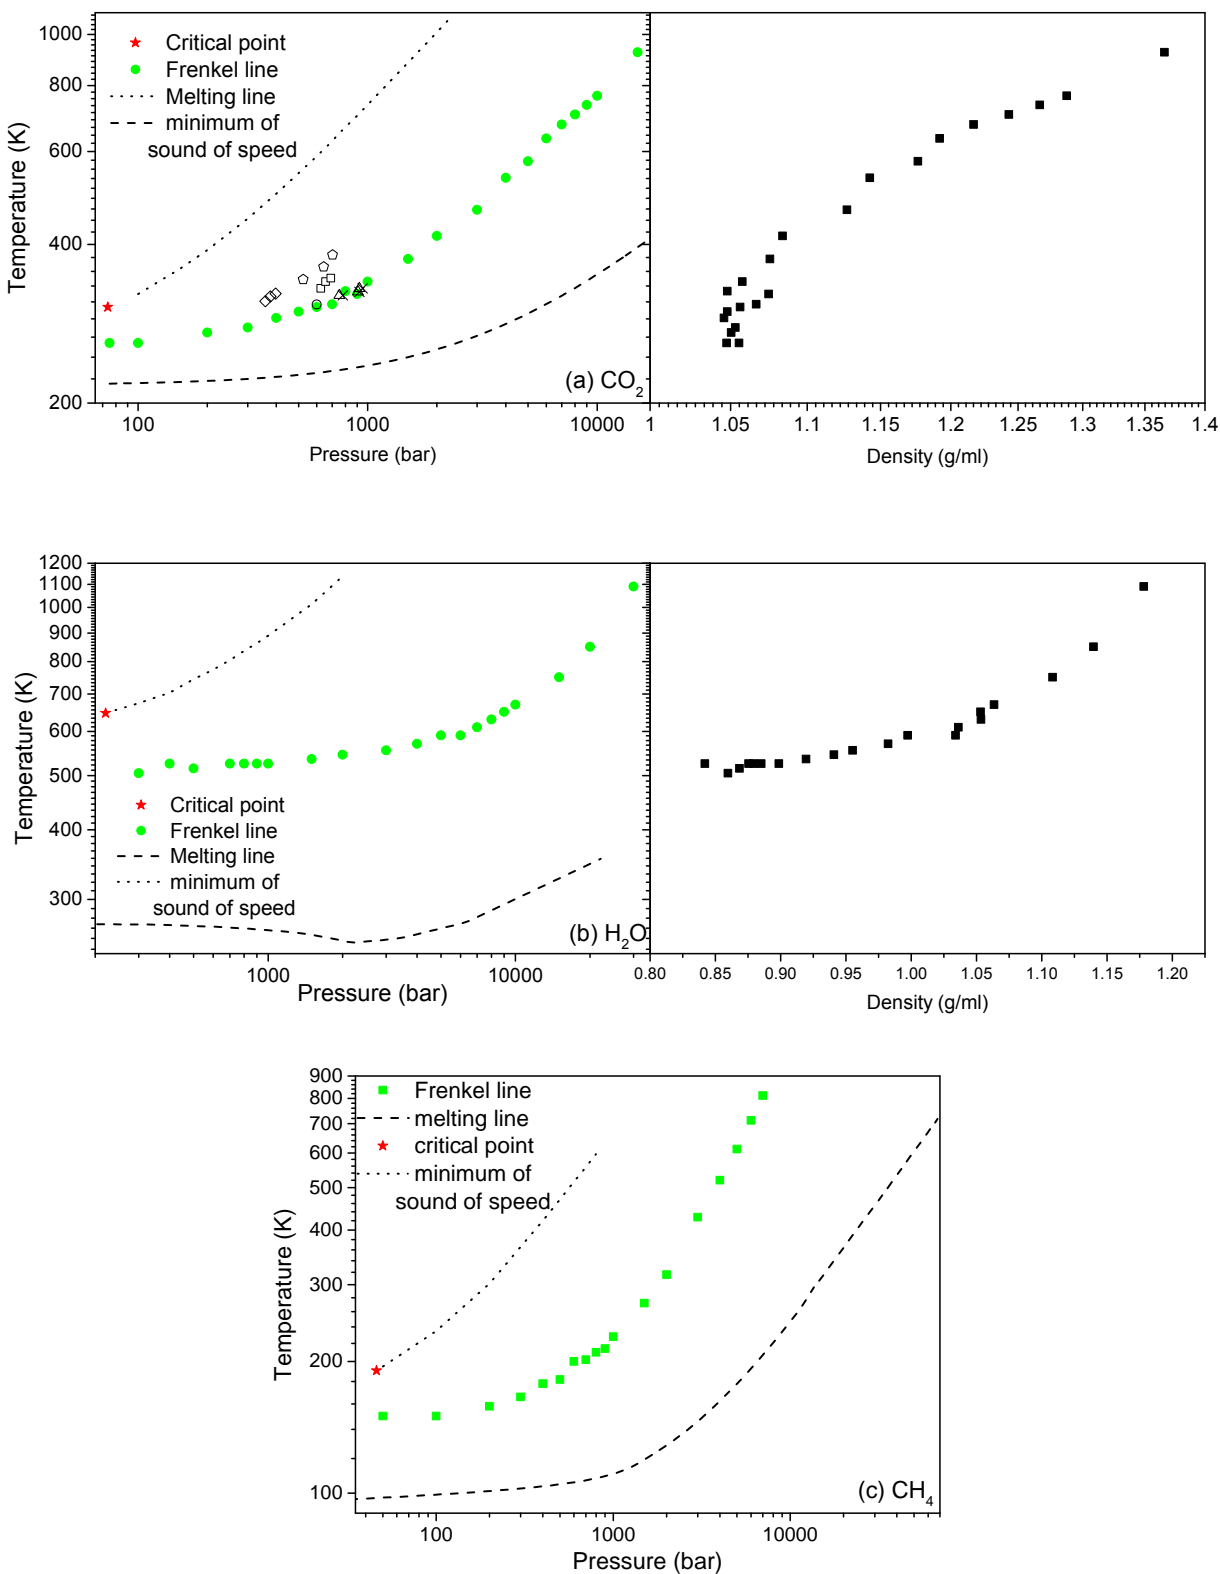 1000
800
600
400
200
Temperature (K)
Critical point
Frenkel line
Melting line
minimum of
sound of speed
(a) CO2
100 1000 10000
Pressure (bar)
1 1.05 1.1 1.15 1.2 1.25 1.3 1.35 1.4
Density (g/ml)
1200
1100
1000
900
800
700
600
500
400
300
Temperature (K)
Critical point
Frenkel line
Melting line
minimum of
sound of speed
(b) H2O
1000 10000
Pressure (bar)
0.80 0.85 0.90 0.95 1.00 1.05 1.10 1.15 1.20
Density (g/ml)
900
800
700
600
500
400
300
200
100
Temperature (K)
Frenkel line
melting line
critical point
minimum of
sound of speed
(c) CH4
100 1000 10000
Pressure (bar)